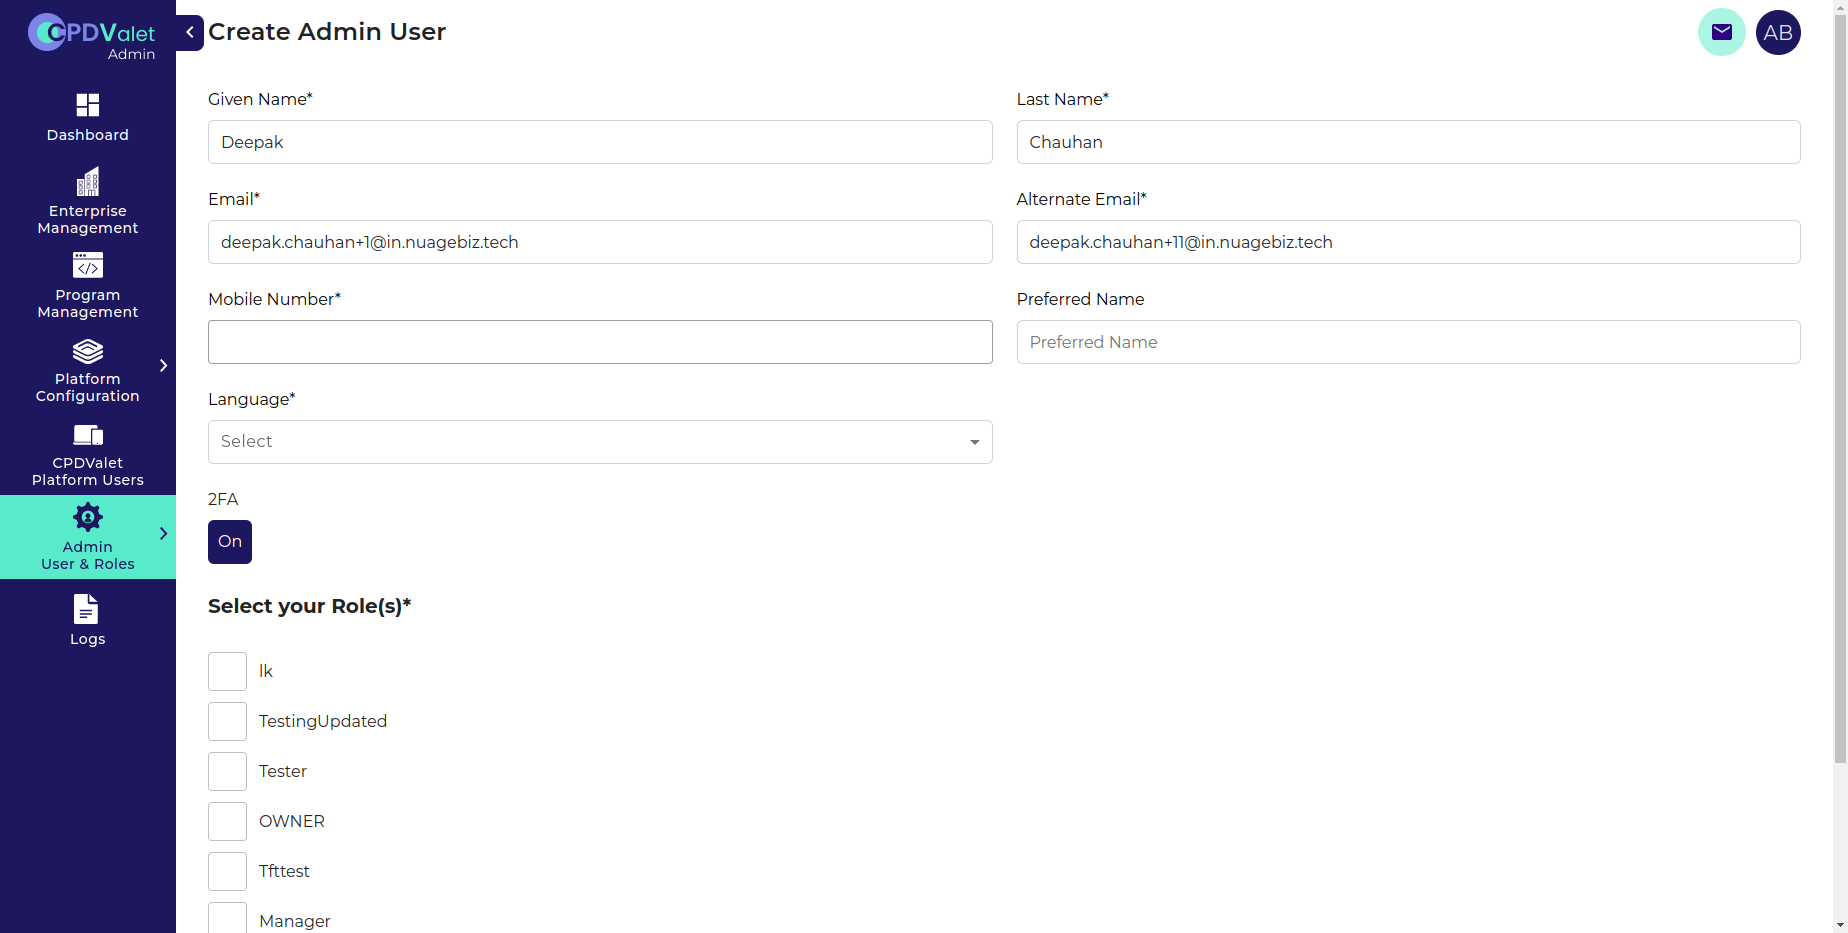 CPDValet
Admin
Create Admin User
AB
Dashboard
Enterprise
Management
Program
Management
Platform
Configuration
CPDValet
Platform Users
Admin
User & Roles
Logs
Given Name*
Last Name*
Deepak
Chauhan
Email*
Alternate Email*
deepak.chauhan+1@in.nuagebiz.tech
deepak.chauhan+11@in.nuagebiz.tech
Mobile Number*
Preferred Name
Preferred Name
Language*
Select
2FA
On
Select your Role(s)*
lk
TestingUpdated
Tester
OWNER
Tfttest
Manager